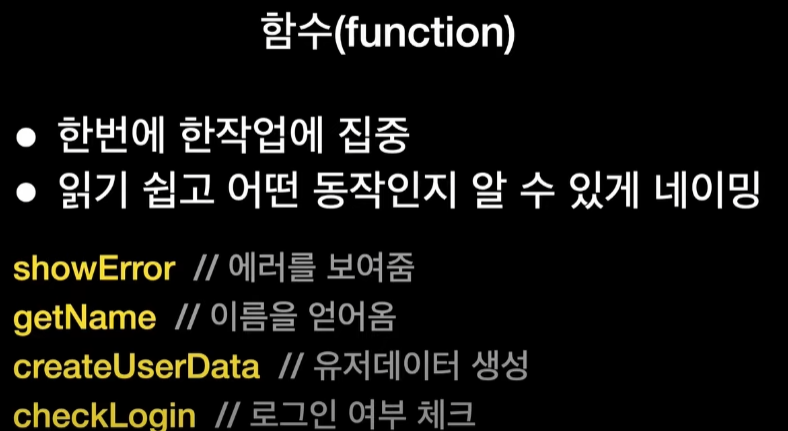 함수(function)
● 한번에 한작업에 집중
● 읽기 쉽고 어떤 동작인지 알 수 있게 네이밍
showError // 에러를 보여줌
getName // 이름을 얻어옴
createUserData // 유저데이터 생성
checkLogin // 로그인 여부 체크